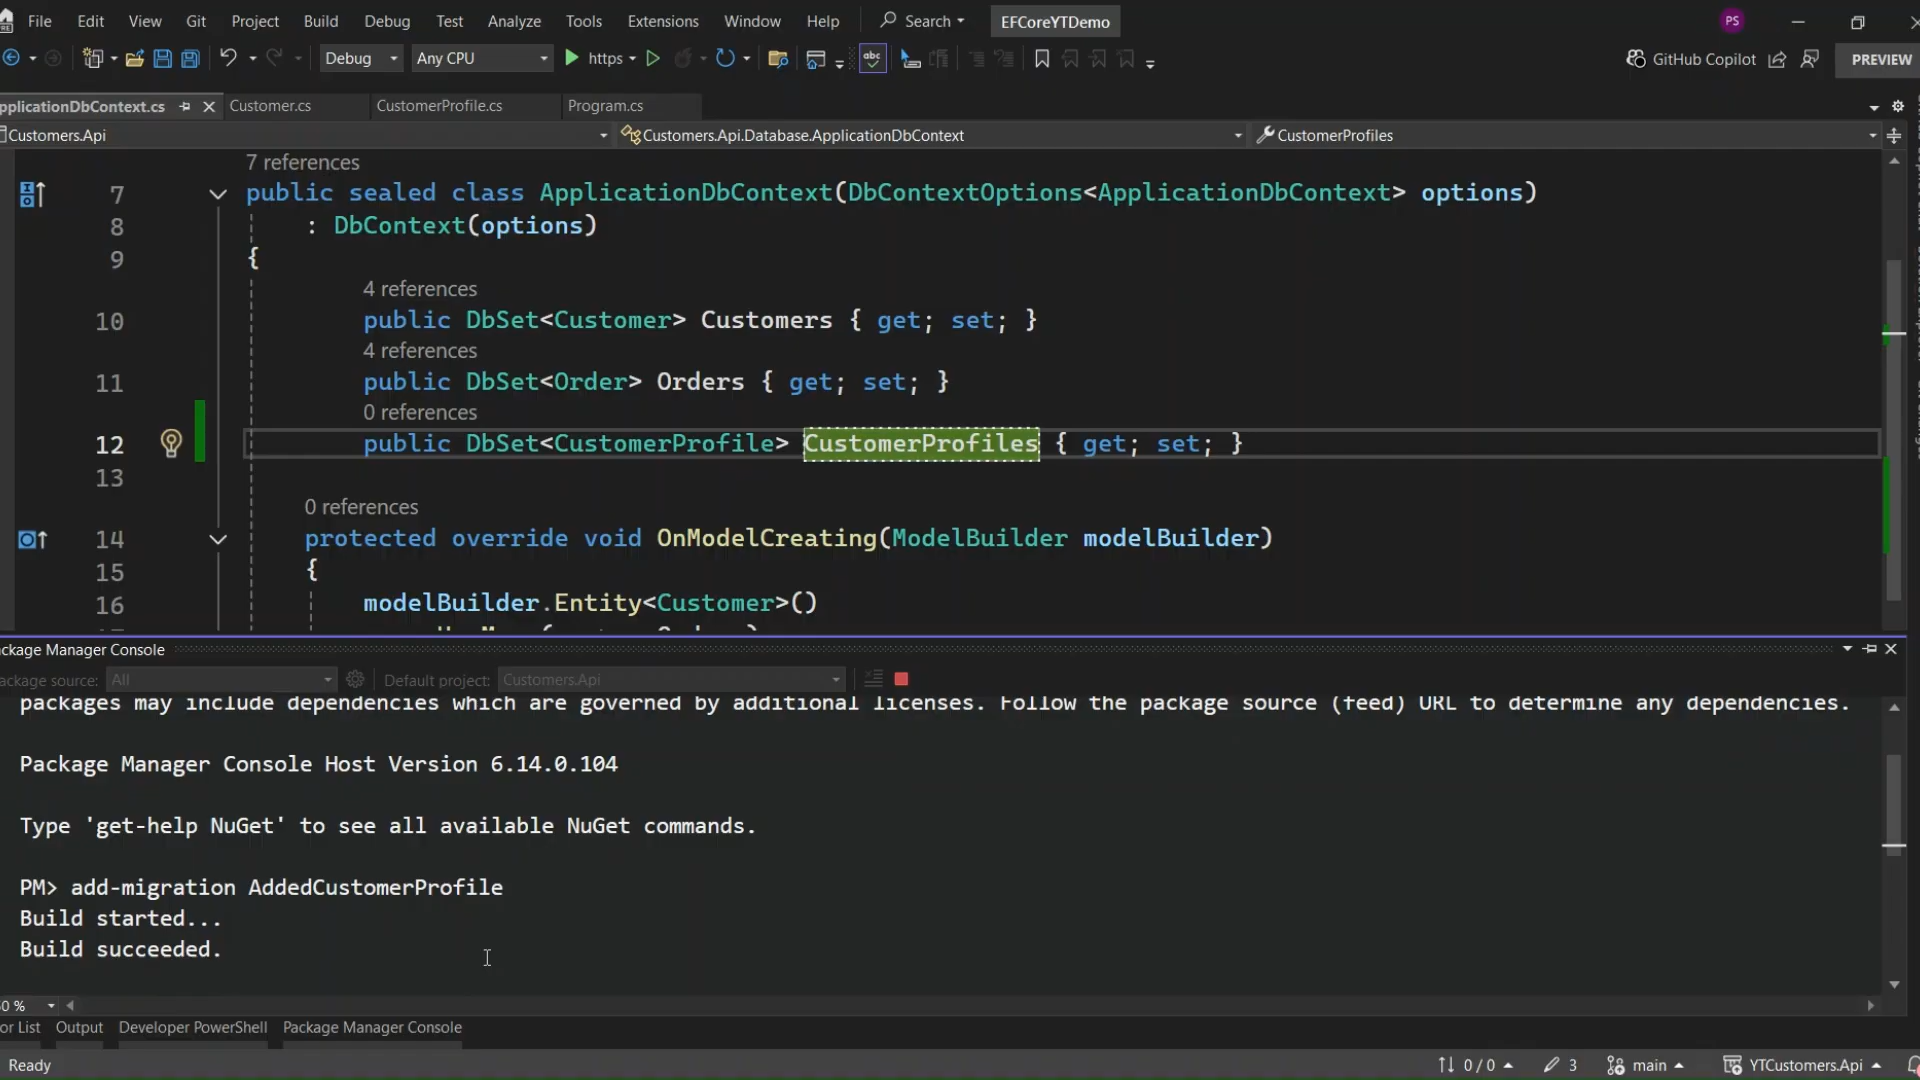 File Edit View Git Project Build Debug Test Analyze Tools Extensions Window Help Search EFCoreYTDemo PS
Debug Any CPU https abc GitHub Copilot PREVIEW
pplicationDbContext.cs Customer.cs CustomerProfile.cs Program.cs
Customers.Api Customers.Api.Database.ApplicationDbContext CustomerProfiles
7 references
7 public sealed class ApplicationDbContext(DbContextOptions<ApplicationDbContext> options)
8 : DbContext(options)
9 {
4 references
10 public DbSet<Customer> Customers { get; set; }
4 references
11 public DbSet<Order> Orders { get; set; }
0 references
12 public DbSet<CustomerProfile> CustomerProfiles { get; set; }
13
0 references
14 protected override void OnModelCreating(ModelBuilder modelBuilder)
15 {
16 modelBuilder.Entity<Customer>()
ckage Manager Console
ackage source: All Default project: Customers.Api
packages may include dependencies which are governed by additional licenses. Follow the package source (feed) URL to determine any dependencies.
Package Manager Console Host Version 6.14.0.104
Type 'get-help NuGet' to see all available NuGet commands.
PM> add-migration AddedCustomerProfile
Build started...
Build succeeded.
0 %
or List Output Developer PowerShell Package Manager Console
Ready 0 / 0 3 main YTCustomers.Api